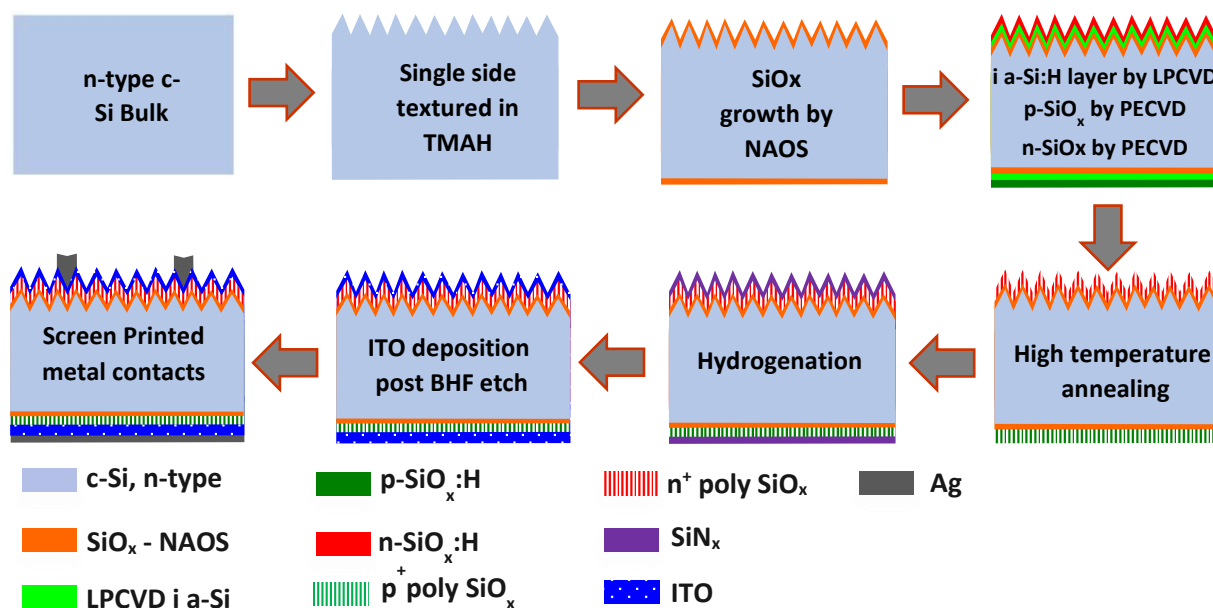 n-type c-
Si Bulk
Single side
textured in
TMAH
SiOx
growth by
NAOS
i a-Si:H layer by LPCVD
p-SiOₓ by PECVD
n-SiOx by PECVD
Screen Printed
metal contacts
ITO deposition
post BHF etch
Hydrogenation
High temperature
annealing
c-Si, n-type
p-SiOₓ:H
n⁺ poly SiOₓ
Ag
SiOₓ - NAOS
n-SiOₓ:H
SiNₓ
LPCVD i a-Si
p⁺poly SiOₓ
ITO